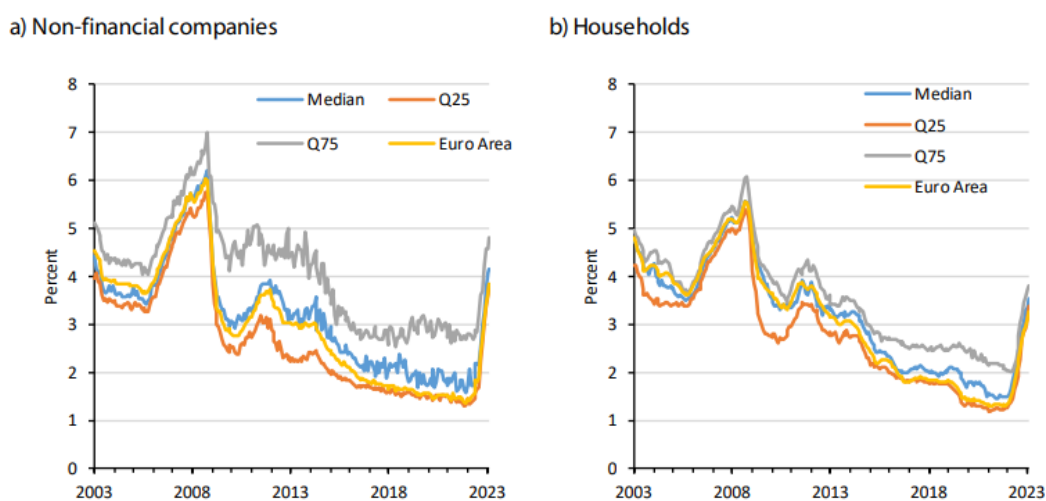 a) Non-financial companies
b) Households
8
7
6
5
4
3
2
1
0
Percent
Median
Q25
Q75
Euro Area
2003 2008 2013 2018 2023
8
7
6
5
4
3
2
1
0
Percent
Median
Q25
Q75
Euro Area
2003 2008 2013 2018 2023